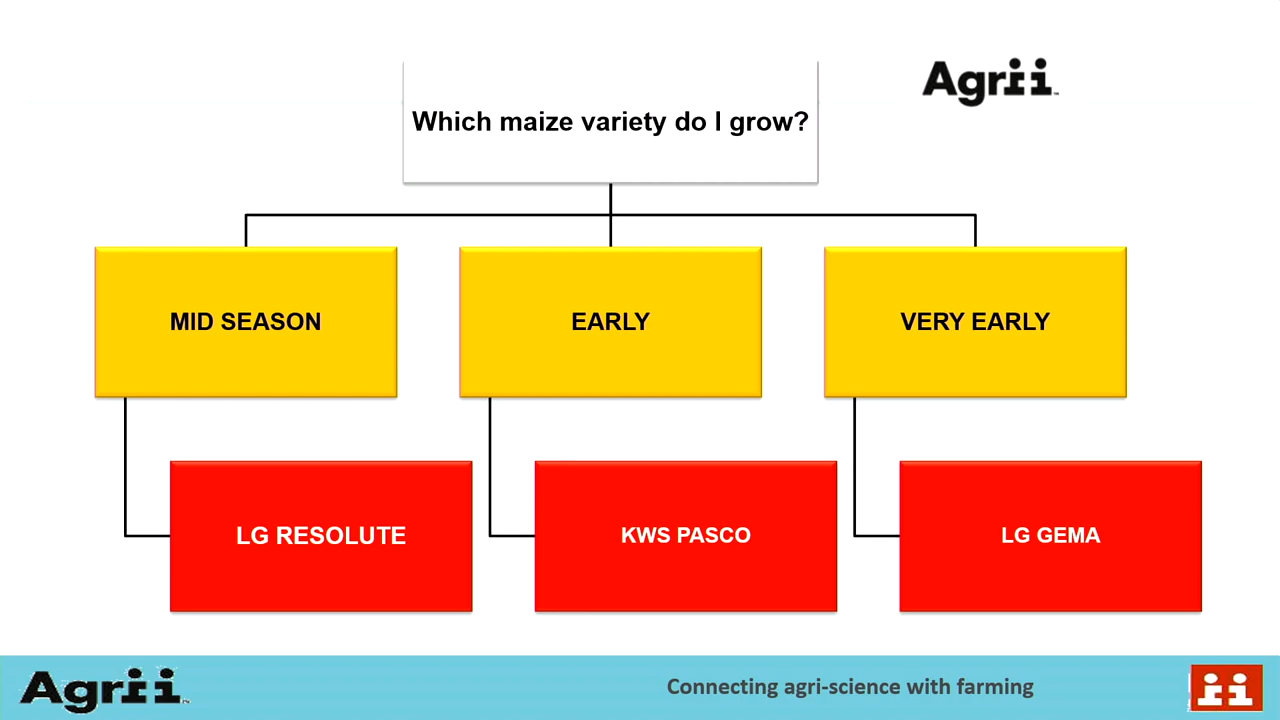 Agrii
Which maize variety do I grow?
MID SEASON
EARLY
VERY EARLY
LG RESOLUTE
KWS PASCO
LG GEMA
Agrii
Connecting agri-science with farming
ii